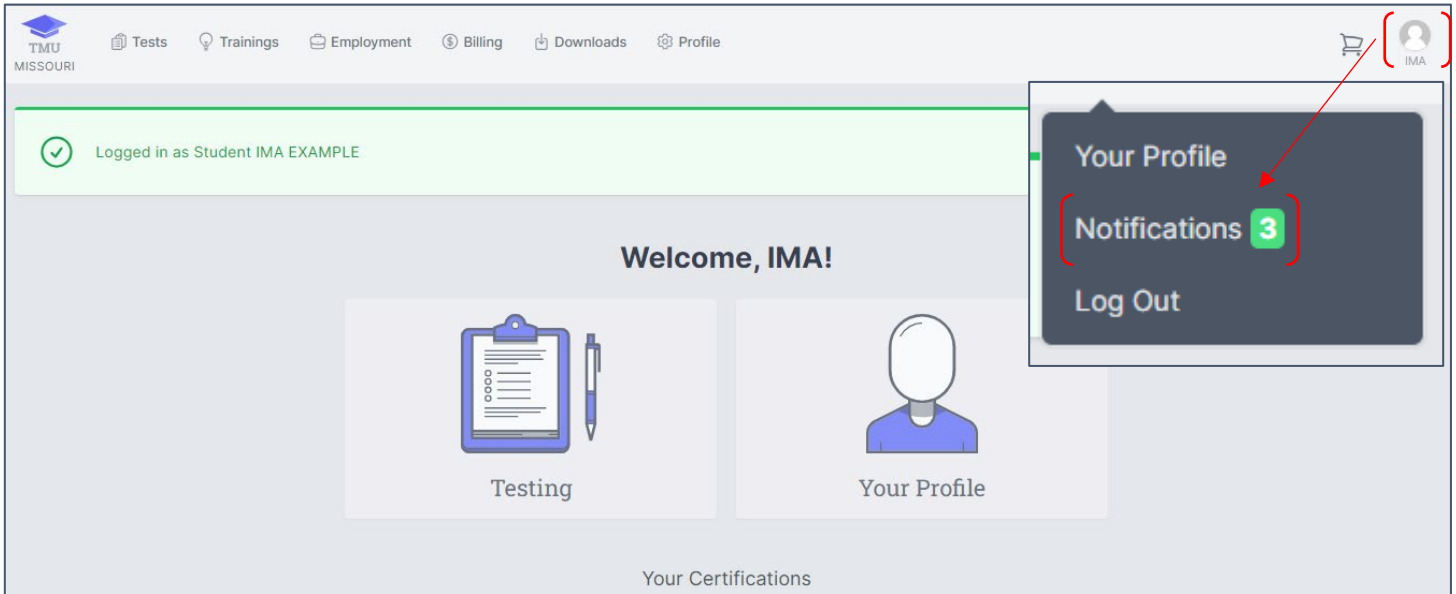 TMU
MISSOURI
Tests
Trainings
Employment
Billing
Downloads
Profile
IMA
Logged in as Student IMA EXAMPLE
Your Profile
Notifications 3
Log Out
Welcome, IMA!
Testing
Your Profile
Your Certifications